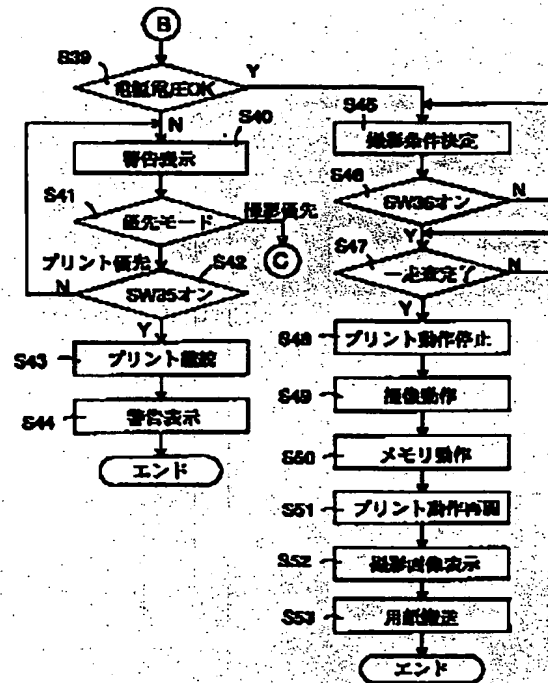 B
S39
電源電圧OK
Y
N
S40
警告表示
S41
優先モード
撮影優先
C
プリント優先
S42
N
SW35オン
Y
S43
プリント継続
S44
警告表示
エンド
S45
撮影条件決定
S46
SW36オン
N
Y
S47
一走査完了
N
Y
S48
プリント動作停止
S49
撮像動作
S50
メモリ動作
S51
プリント動作再開
S52
撮影画像表示
S53
用紙搬送
エンド